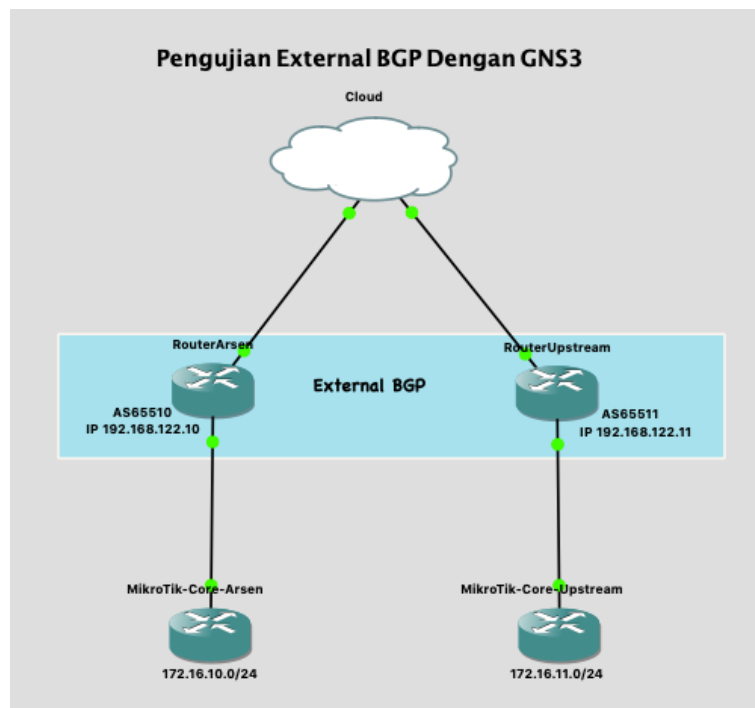 Pengujian External BGP Dengan GNS3
Cloud
RouterArsen
RouterUpstream
External BGP
AS65510
IP 192.168.122.10
AS65511
IP 192.168.122.11
MikroTik-Core-Arsen
MikroTik-Core-Upstream
172.16.10.0/24
172.16.11.0/24